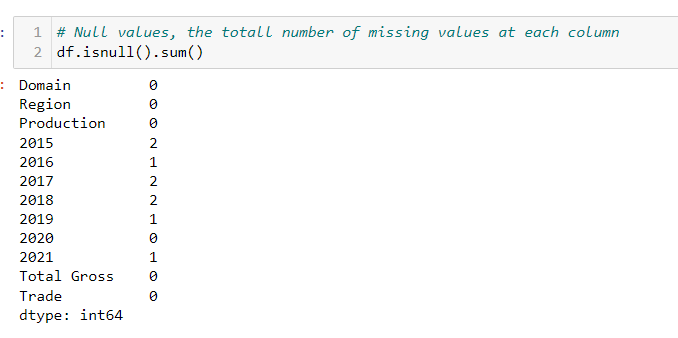 :
1 # Null values, the totall number of missing values at each column
2 df.isnull().sum()
: Domain 0
Region 0
Production 0
2015 2
2016 1
2017 2
2018 2
2019 1
2020 0
2021 1
Total Gross 0
Trade 0
dtype: int64